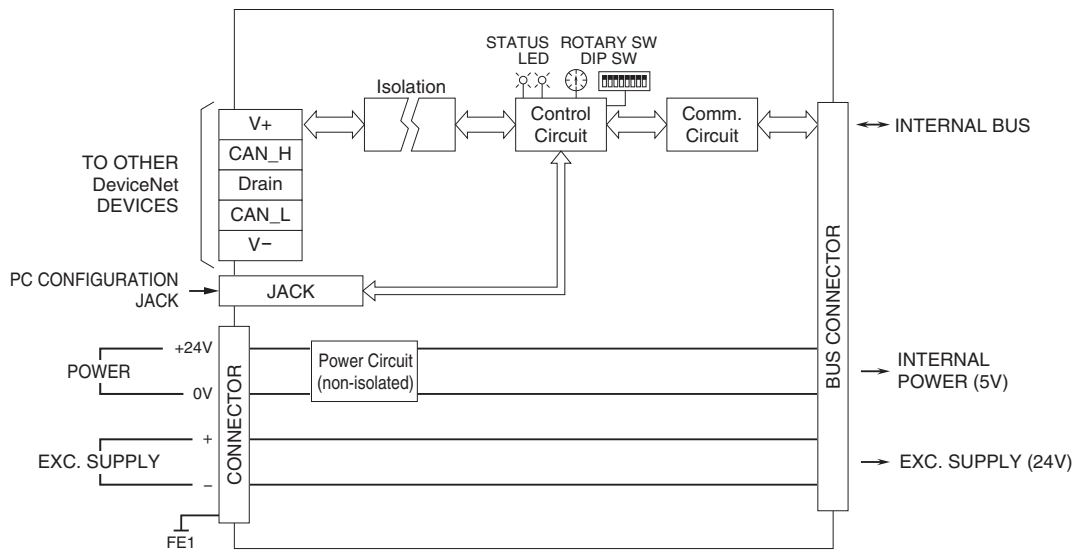 STATUS
LED
ROTARY SW
DIP SW
Isolation
Control
Circuit
Comm.
Circuit
INTERNAL BUS
V+
CAN_H
Drain
CAN_L
V−
TO OTHER
DeviceNet
DEVICES
PC CONFIGURATION
JACK
JACK
BUS CONNECTOR
+24V
POWER
0V
Power Circuit
(non-isolated)
INTERNAL
POWER (5V)
CONNECTOR
+
EXC. SUPPLY
−
EXC. SUPPLY (24V)
FE1